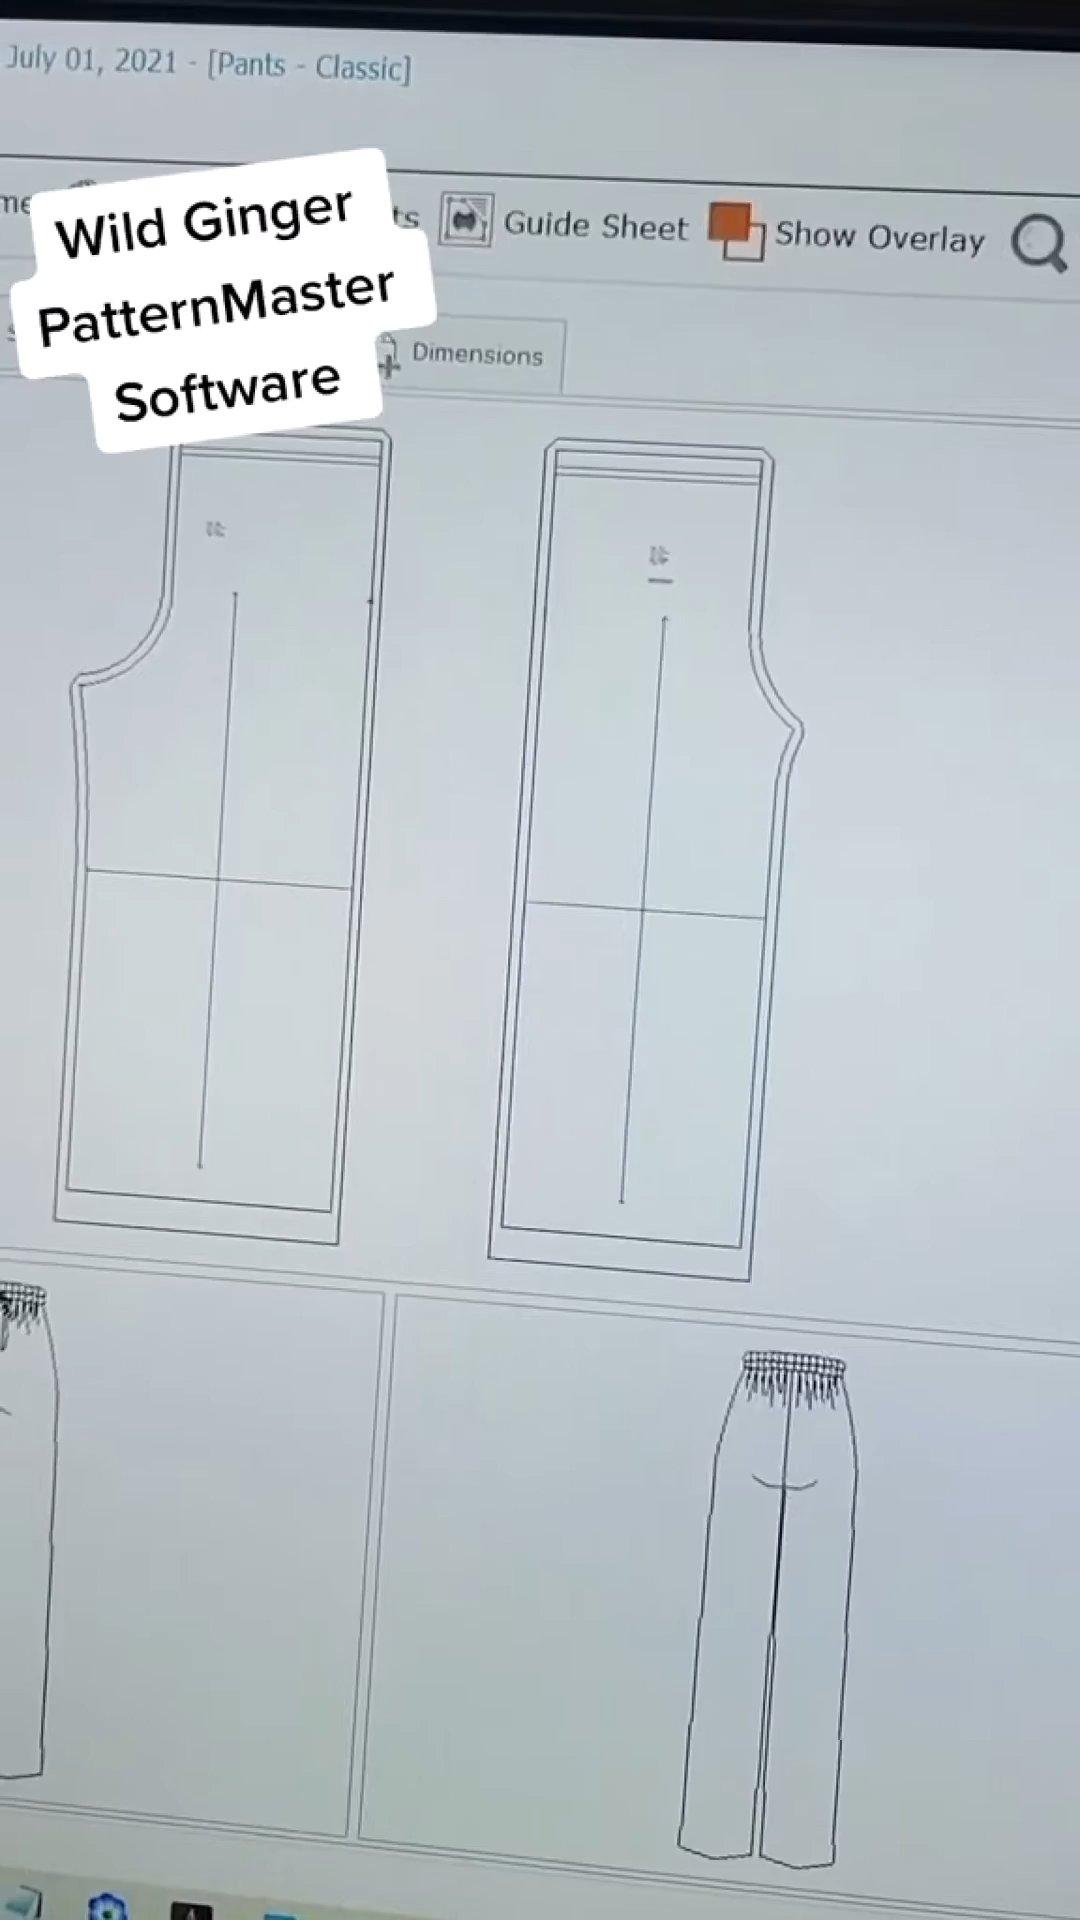 July 01, 2021 - [Pants - Classic]
Wild Ginger
PatternMaster
Software
Guide Sheet
Show Overlay
Dimensions